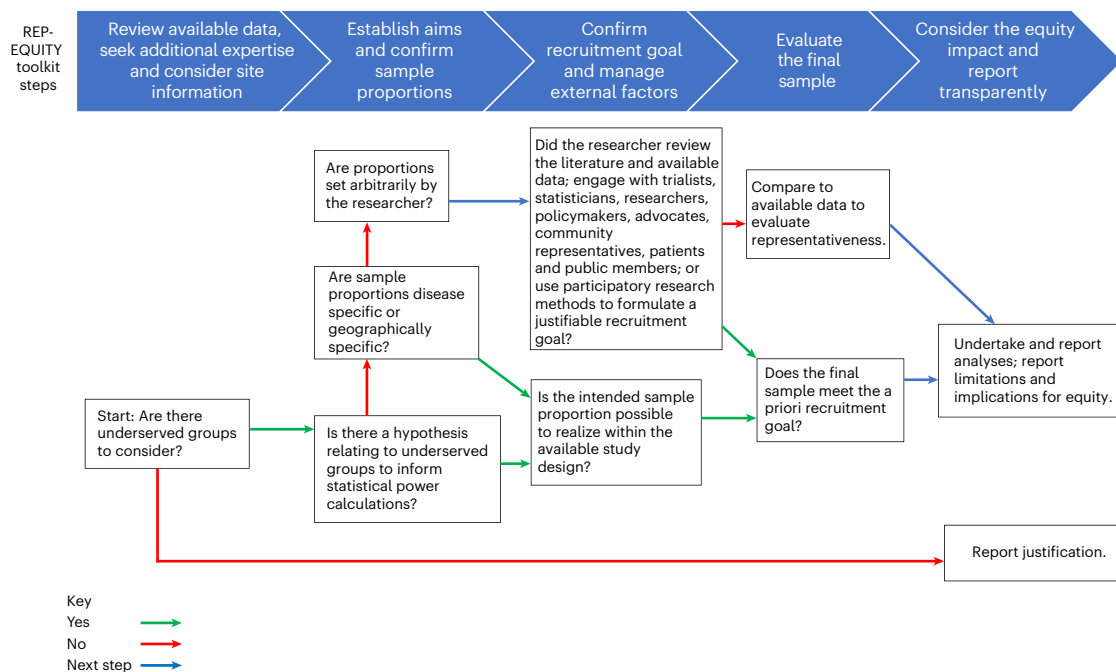 REP-
EQUITY
toolkit
steps
Review available data,
seek additional expertise
and consider site
information
Establish aims
and confirm
sample
proportions
Confirm
recruitment goal
and manage
external factors
Evaluate
the final
sample
Consider the equity
impact and
report
transparently
Are proportions
set arbitrarily by
the researcher?
Did the researcher review
the literature and available
data; engage with trialists,
statisticians, researchers,
policymakers, advocates,
community
representatives, patients
and public members; or
use participatory research
methods to formulate a
justifiable recruitment
goal?
Compare to
available data to
evaluate
representativeness.
Are sample
proportions disease
specific or
geographically
specific?
Undertake and report
analyses; report
limitations and
implications for equity.
Start: Are there
underserved groups
to consider?
Is there a hypothesis
relating to underserved
groups to inform
statistical power
calculations?
Is the intended sample
proportion possible
to realize within the
available study
design?
Does the final
sample meet the a
priori recruitment
goal?
Report justification.
Key
Yes
No
Next step